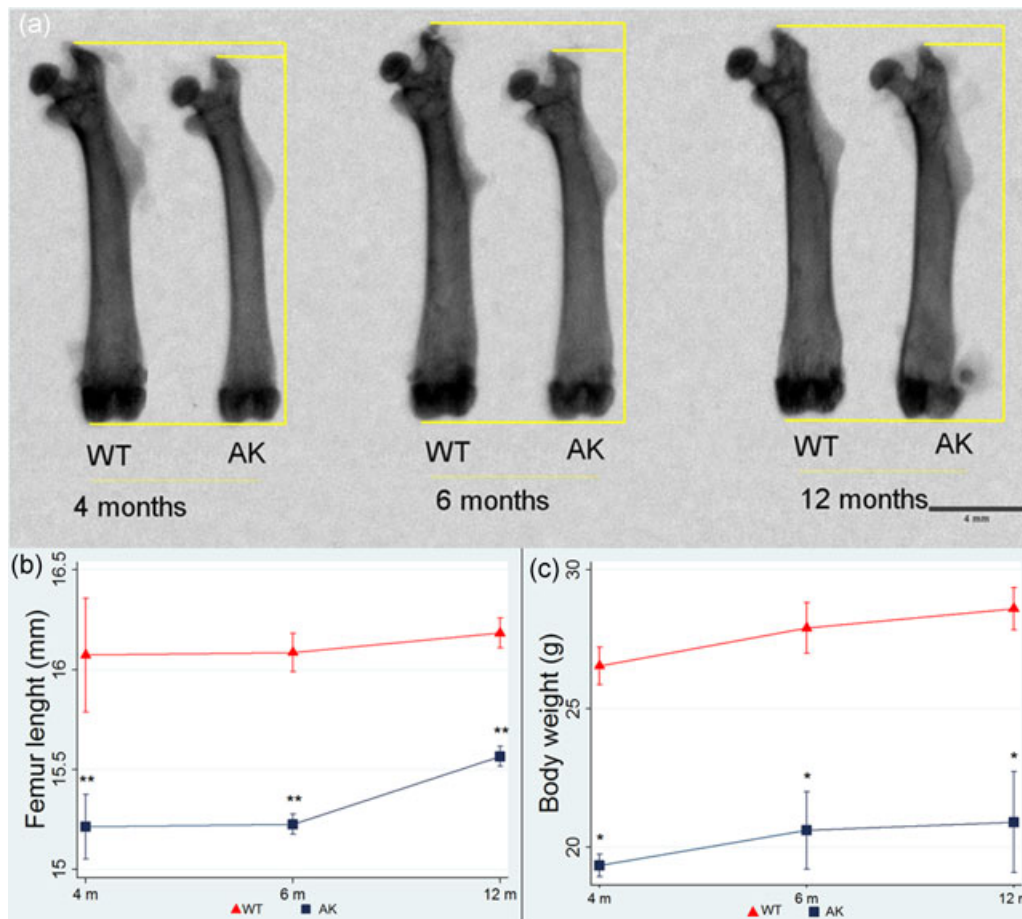 (a)
WT AK WT AK WT AK
4 months 6 months 12 months
4 mm
(b)
Femur lenght (mm)
16.5
16
15.5
15
**
**
**
4 m 6 m 12 m
WT AK
(c)
Body weight (g)
30
25
20
*
*
*
4 m 6 m 12 m
WT AK